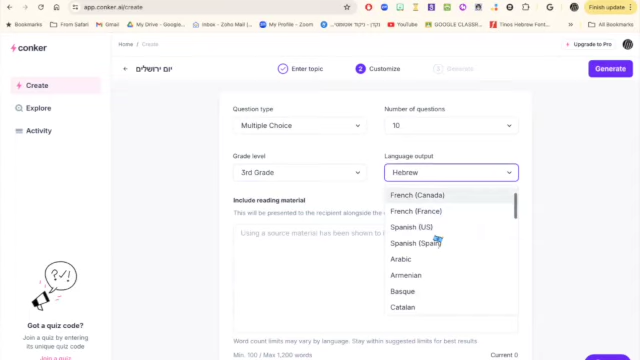 app.conker.ai/create
Finish update
Bookmarks
From Safari
Gmail
My Drive - Google...
Inbox - Zoho Mail (...
My Profile - Zoom
YouTube
GOOGLE CLASSR...
Tinos Hebrew Font...
All Bookmarks
conker
Home / Create
Upgrade to Pro
Create
Explore
Activity
יום ירושלים
Enter topic
2 Customize
3 Generate
Generate
Question type
Number of questions
Multiple Choice
10
Grade level
Language output
3rd Grade
Hebrew
Include reading material
This will be presented to the recipient alongside the
Using a source material has been shown to
French (Canada)
French (France)
Spanish (US)
Spanish (Spain)
Arabic
Armenian
Basque
Catalan
Word count limits may vary by language. Stay within suggested limits for best results
Min. 100 / Max 1,200 words
Current 0
Got a quiz code?
Join a quiz by entering
its unique quiz code.
Join a quiz